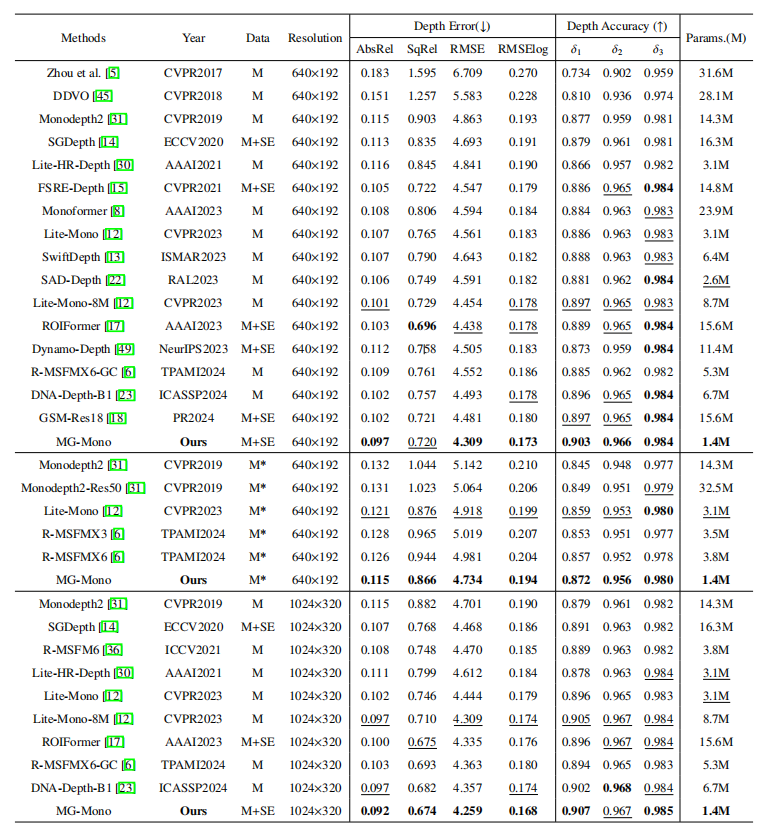 Methods Year Data Resolution Depth Error(↓) Depth Accuracy (↑) Params.(M)
AbsRel SqRel RMSE RMSElog δ1 δ2 δ3
Zhou et al. [5] CVPR2017 M 640×192 0.183 1.595 6.709 0.270 0.734 0.902 0.959 31.6M
DDVO [45] CVPR2018 M 640×192 0.151 1.257 5.583 0.228 0.810 0.936 0.974 28.1M
Monodepth2 [31] CVPR2019 M 640×192 0.115 0.903 4.863 0.193 0.877 0.959 0.981 14.3M
SGDepth [14] ECCV2020 M+SE 640×192 0.113 0.835 4.693 0.191 0.879 0.961 0.981 16.3M
Lite-HR-Depth [30] AAAI2021 M 640×192 0.116 0.845 4.841 0.190 0.866 0.957 0.982 3.1M
FSRE-Depth [15] CVPR2021 M+SE 640×192 0.105 0.722 4.547 0.179 0.886 0.965 0.984 14.8M
Monoformer [8] AAAI2023 M 640×192 0.108 0.806 4.594 0.184 0.884 0.963 0.983 23.9M
Lite-Mono [12] CVPR2023 M 640×192 0.107 0.765 4.561 0.183 0.886 0.963 0.983 3.1M
SwiftDepth [13] ISMAR2023 M 640×192 0.107 0.790 4.643 0.182 0.888 0.963 0.983 6.4M
SAD-Depth [22] RAL2023 M 640×192 0.106 0.749 4.591 0.182 0.881 0.962 0.984 2.6M
Lite-Mono-8M [12] CVPR2023 M 640×192 0.101 0.729 4.454 0.178 0.897 0.965 0.983 8.7M
ROIFormer [17] AAAI2023 M+SE 640×192 0.103 0.696 4.438 0.178 0.889 0.965 0.984 15.6M
Dynamo-Depth [49] NeurIPS2023 M+SE 640×192 0.112 0.758 4.505 0.183 0.873 0.959 0.984 11.4M
R-MSFMX6-GC [6] TPAMI2024 M 640×192 0.109 0.761 4.552 0.186 0.885 0.962 0.982 5.3M
DNA-Depth-B1 [23] ICASSP2024 M 640×192 0.102 0.757 4.493 0.178 0.896 0.965 0.984 6.7M
GSM-Res18 [18] PR2024 M+SE 640×192 0.102 0.721 4.481 0.180 0.897 0.965 0.984 15.6M
MG-Mono Ours M+SE 640×192 0.097 0.720 4.309 0.173 0.903 0.966 0.984 1.4M
Monodepth2 [31] CVPR2019 M* 640×192 0.132 1.044 5.142 0.210 0.845 0.948 0.977 14.3M
Monodepth2-Res50 [31] CVPR2019 M* 640×192 0.131 1.023 5.064 0.206 0.849 0.951 0.979 32.5M
Lite-Mono [12] CVPR2023 M* 640×192 0.121 0.876 4.918 0.199 0.859 0.953 0.980 3.1M
R-MSFMX3 [6] TPAMI2024 M* 640×192 0.128 0.965 5.019 0.207 0.853 0.951 0.977 3.5M
R-MSFMX6 [6] TPAMI2024 M* 640×192 0.126 0.944 4.981 0.204 0.857 0.952 0.978 3.8M
MG-Mono Ours M* 640×192 0.115 0.866 4.734 0.194 0.872 0.956 0.980 1.4M
Monodepth2 [31] CVPR2019 M 1024×320 0.115 0.882 4.701 0.190 0.879 0.961 0.982 14.3M
SGDepth [14] ECCV2020 M+SE 1024×320 0.107 0.768 4.468 0.186 0.891 0.963 0.982 16.3M
R-MSFM6 [36] ICCV2021 M 1024×320 0.108 0.748 4.470 0.185 0.889 0.963 0.982 3.8M
Lite-HR-Depth [30] AAAI2021 M 1024×320 0.111 0.799 4.612 0.184 0.878 0.963 0.984 3.1M
Lite-Mono [12] CVPR2023 M 1024×320 0.102 0.746 4.444 0.179 0.896 0.965 0.983 3.1M
Lite-Mono-8M [12] CVPR2023 M 1024×320 0.097 0.710 4.309 0.174 0.905 0.967 0.984 8.7M
ROIFormer [17] AAAI2023 M+SE 1024×320 0.100 0.675 4.335 0.176 0.896 0.967 0.984 15.6M
R-MSFMX6-GC [6] TPAMI2024 M 1024×320 0.103 0.693 4.363 0.180 0.894 0.965 0.983 5.3M
DNA-Depth-B1 [23] ICASSP2024 M 1024×320 0.097 0.682 4.357 0.174 0.902 0.968 0.984 6.7M
MG-Mono Ours M+SE 1024×320 0.092 0.674 4.259 0.168 0.907 0.967 0.985 1.4M